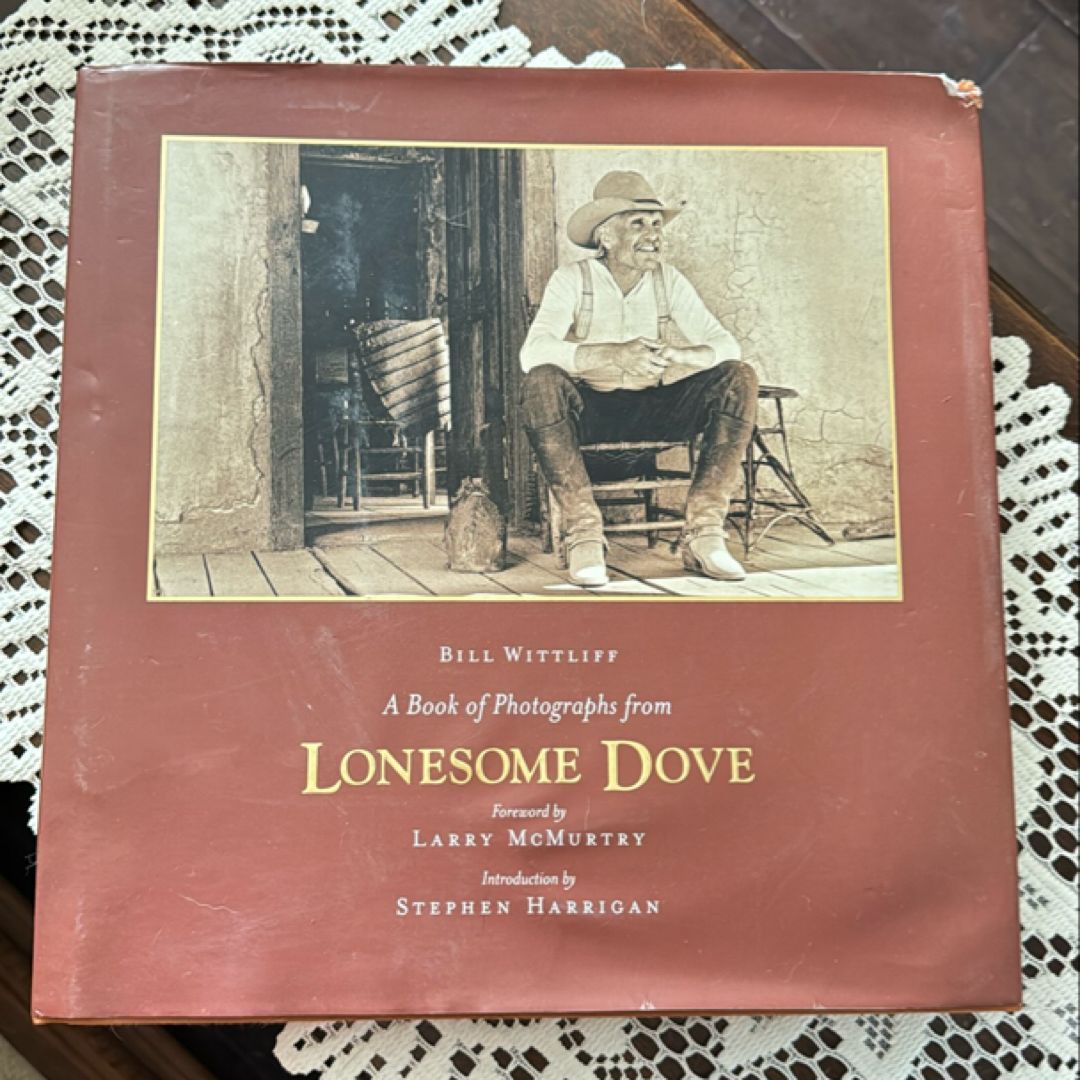 BILL WITTLIFF
A Book of Photographs from
LONESOME DOVE
Foreword by
LARRY MCMURTRY
Introduction by
STEPHEN HARRIGAN